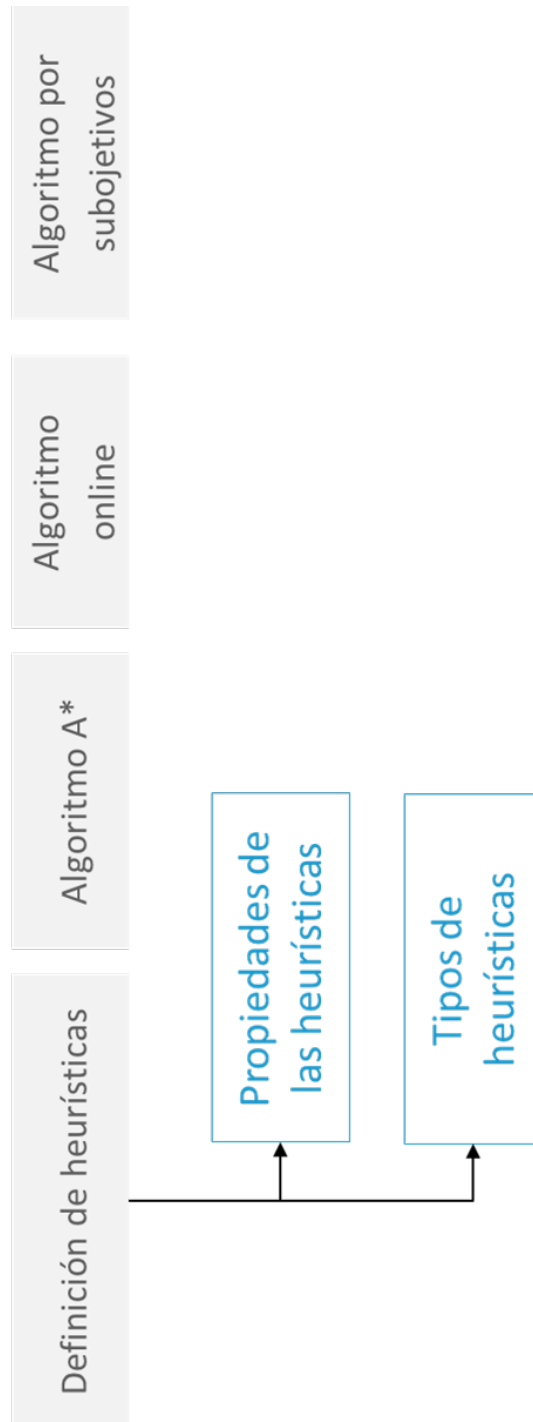 Definición de heurísticas
Algoritmo A*
Algoritmo
online
Algoritmo por
subojetivos
Propiedades de
las heurísticas
Tipos de
heurísticas